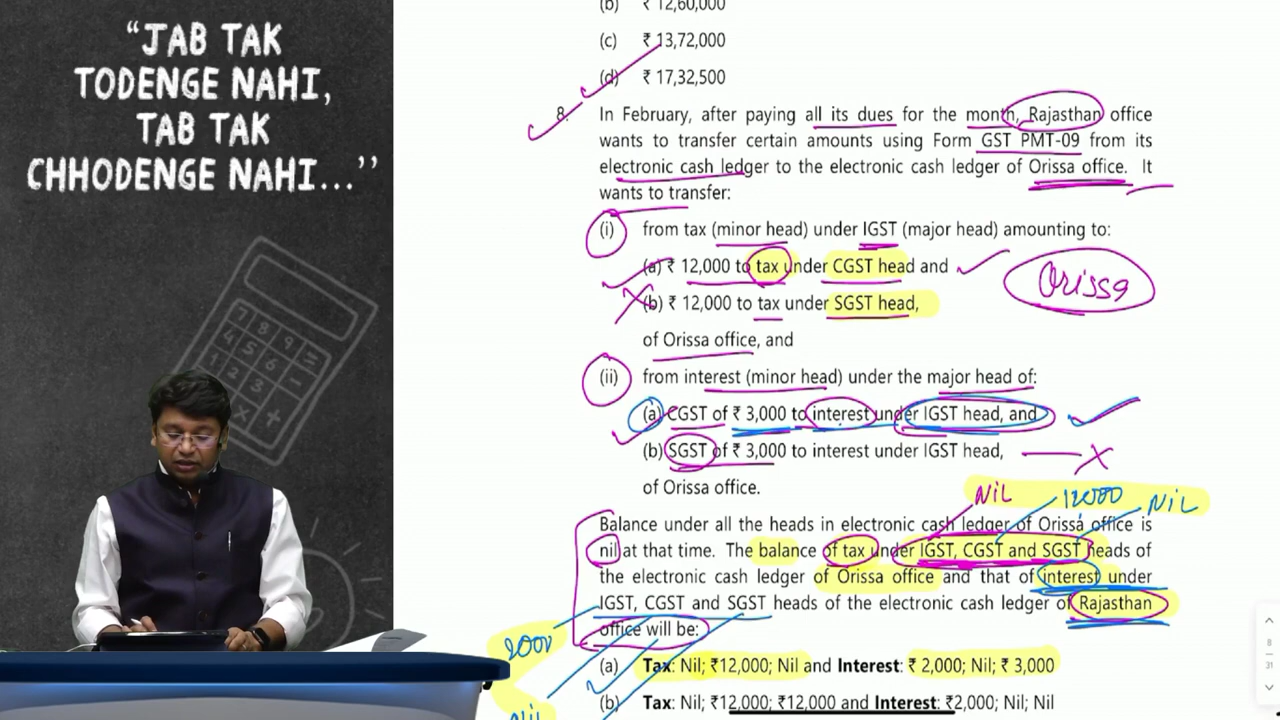 “JAB TAK
TODENGE NAHI,
TAB TAK
CHHODENGE NAHI...’’
(b) ₹ 12,60,000
(c) ₹ 13,72,000
(d) ₹ 17,32,500
8. In February, after paying all its dues for the month, Rajasthan office
wants to transfer certain amounts using Form GST PMT-09 from its
electronic cash ledger to the electronic cash ledger of Orissa office. It
wants to transfer:
(i) from tax (minor head) under IGST (major head) amounting to:
(a) ₹ 12,000 to tax under CGST head and
Orissa
(b) ₹ 12,000 to tax under SGST head,
of Orissa office, and
(ii) from interest (minor head) under the major head of:
(a) CGST of ₹ 3,000 to interest under IGST head, and
(b) SGST of ₹ 3,000 to interest under IGST head,
of Orissa office.
Nil 12000 Nil
Balance under all the heads in electronic cash ledger of Orissa office is
nil at that time. The balance of tax under IGST, CGST and SGST heads of
the electronic cash ledger of Orissa office and that of interest under
IGST, CGST and SGST heads of the electronic cash ledger of Rajasthan
office will be:
2000
(a) Tax: Nil; ₹12,000; Nil and Interest: ₹ 2,000; Nil; ₹ 3,000
(b) Tax: Nil; ₹12,000; ₹12,000 and Interest: ₹2,000; Nil; Nil
Nil
8
31